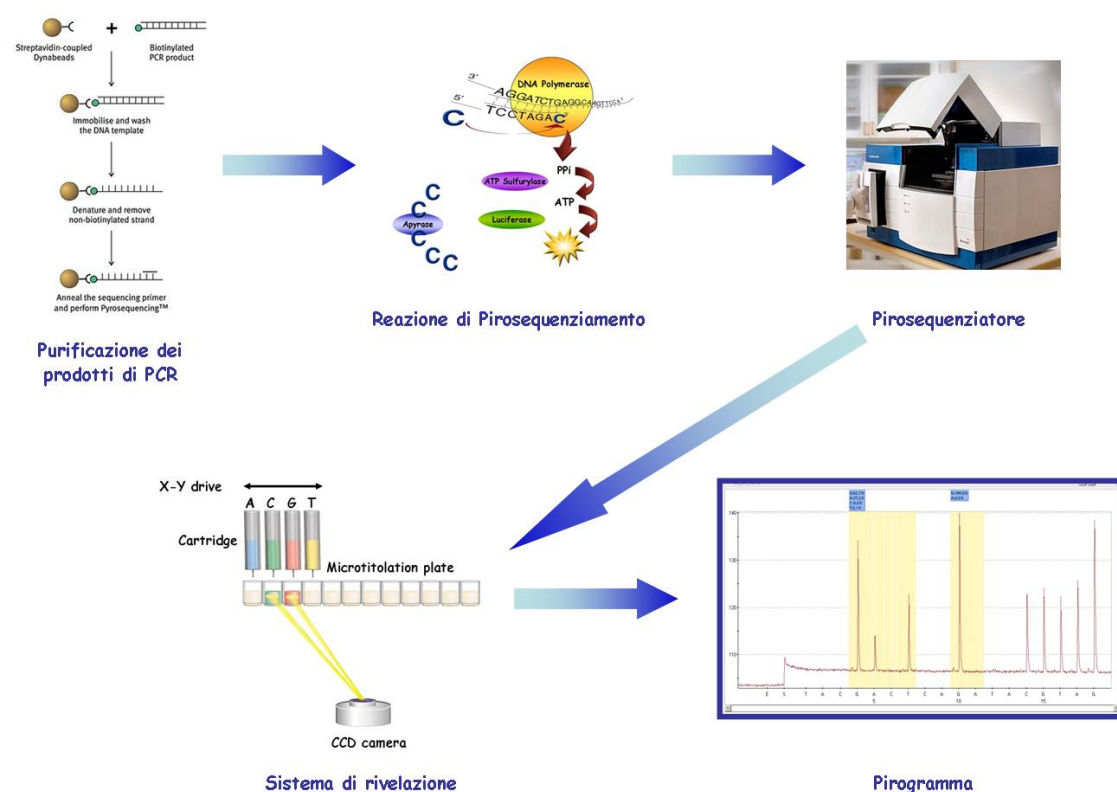 +
Streptavidin-coupled
Dynabeads
Biotinylated
PCR product
Immobilise and wash
the DNA template
Denature and remove
non-biotinylated strand
Anneal the sequencing primer
and perform Pyrosequencing™
Purificazione dei
prodotti di PCR
DNA Polymerase
3'
AGGATCTGAGGCA
5'
TCCTAGAC
C
PPi
ATP Sulfurylase
ATP
Luciferase
C
C
Apyrase
C
C
C
C
Reazione di Pirosequenziamento
Pirosequenziatore
X-Y drive
A C G T
Cartridge
Microtitolation plate
CCD camera
Sistema di rivelazione
140
130
120
110
E S T A C G A C T C A G A T A C G T A G
5 10 15
Pirogramma